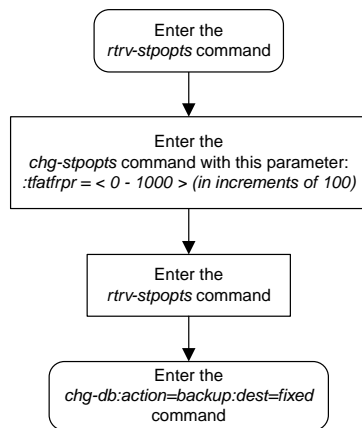 Enter the
rtrv-stpopts
command
Enter the
chg-stpopts command with this parameter:
:tfatfrpr = < 0 - 1000 > (in increments of 100)
Enter the
rtrv-stpopts
command
Enter the
chg-db:action=backup:dest=fixed
command